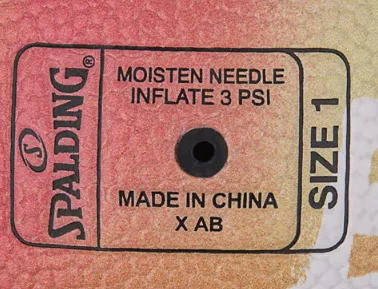 SPALDING®
MOISTEN NEEDLE
INFLATE 3 PSI
MADE IN CHINA
X AB
SIZE 1